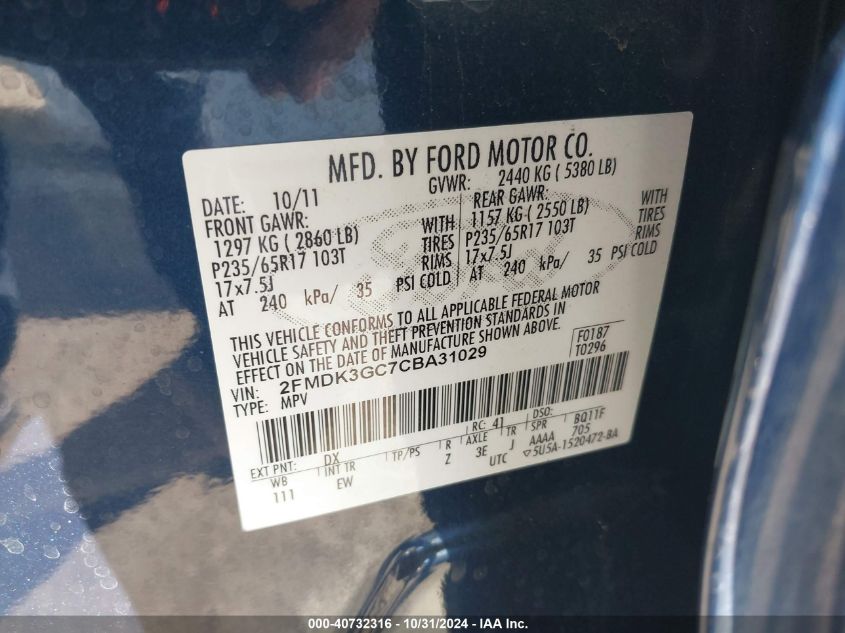 MFD. BY FORD MOTOR CO.
DATE: 10/11 GVWR: 2440 KG ( 5380 LB)
FRONT GAWR: REAR GAWR:
1297 KG ( 2860 LB) WITH 1157 KG ( 2550 LB) WITH
P235/65R17 103T TIRES P235/65R17 103T TIRES
17x7.5J RIMS 17x7.5J RIMS
AT 240 kPa/ 35 PSI COLD AT 240 kPa/ 35 PSI COLD
THIS VEHICLE CONFORMS TO ALL APPLICABLE FEDERAL MOTOR
VEHICLE SAFETY AND THEFT PREVENTION STANDARDS IN
EFFECT ON THE DATE OF MANUFACTURE SHOWN ABOVE.
VIN: 2FMDK3GC7CBA31029 F0187
TYPE: MPV T0296
EXT PNT: DX RC: 41 DSO: BQ11F
WB INT TR TP/PS R AXLE TR SPR 705
111 EW Z 3E J AAAA
UTC ▽5U5A-1520472-BA
000-40732316 - 10/31/2024 - IAA Inc.